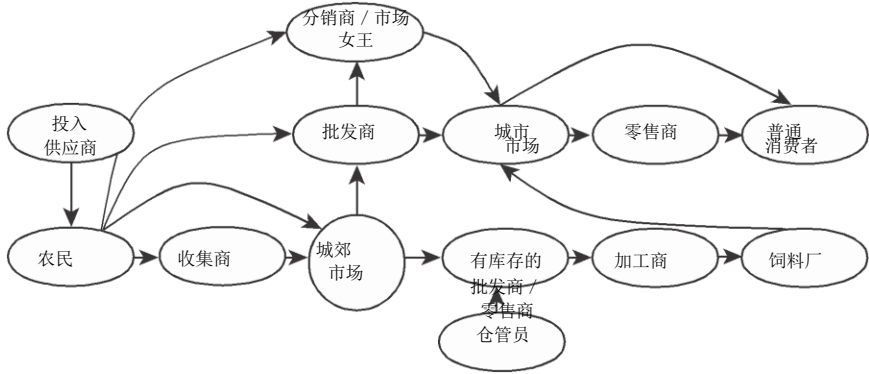 分销商/市场
女王
投入
供应商
批发商
城市
市场
零售商
普通
消费者
农民
收集商
城郊
市场
有库存的
批发商/
零售商
加工商
饲料厂
仓管员